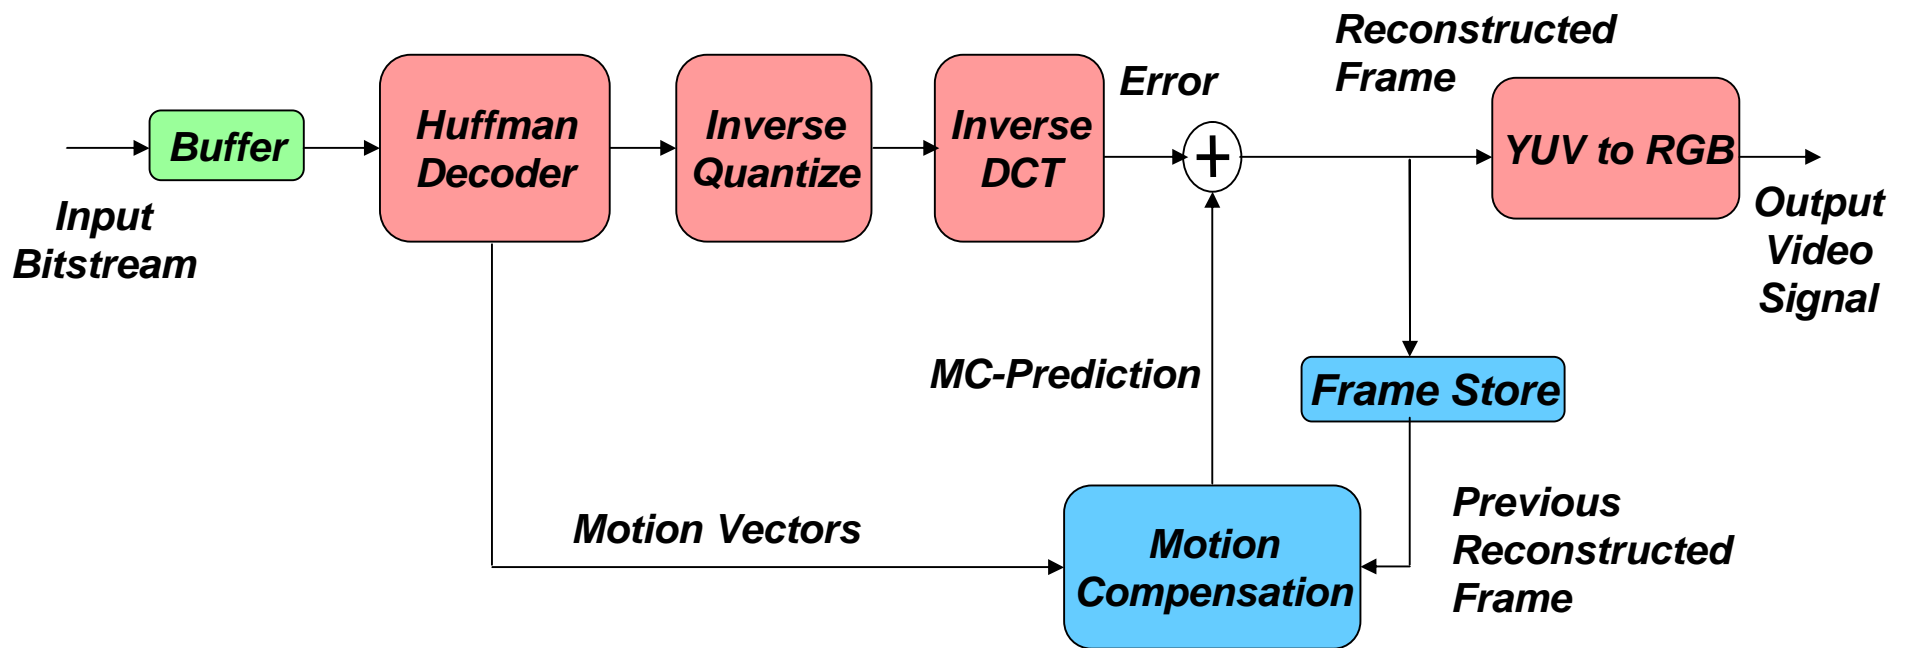 Reconstructed
Frame
Error
Buffer
Huffman
Decoder
Inverse
Quantize
Inverse
DCT
+
YUV to RGB
Input
Bitstream
Output
Video
Signal
MC-Prediction
Frame Store
Motion Vectors
Motion
Compensation
Previous
Reconstructed
Frame